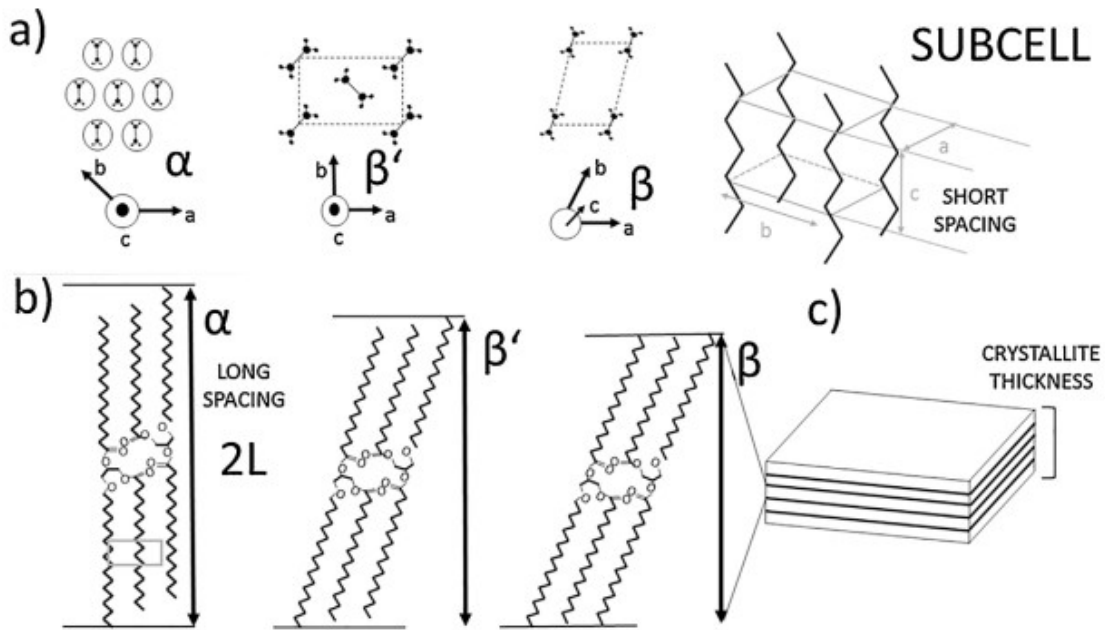 a)
SUBCELL
α
b
a
c
β'
b
a
c
β
b
c
a
a
c
b
SHORT
SPACING
b)
α
LONG
SPACING
2L
O
O
O
O
O
O
O
O
O
O
O
O
β'
O
O
O
O
O
O
O
O
O
O
O
O
β
O
O
O
O
O
O
O
O
O
O
O
O
c)
CRYSTALLITE
THICKNESS